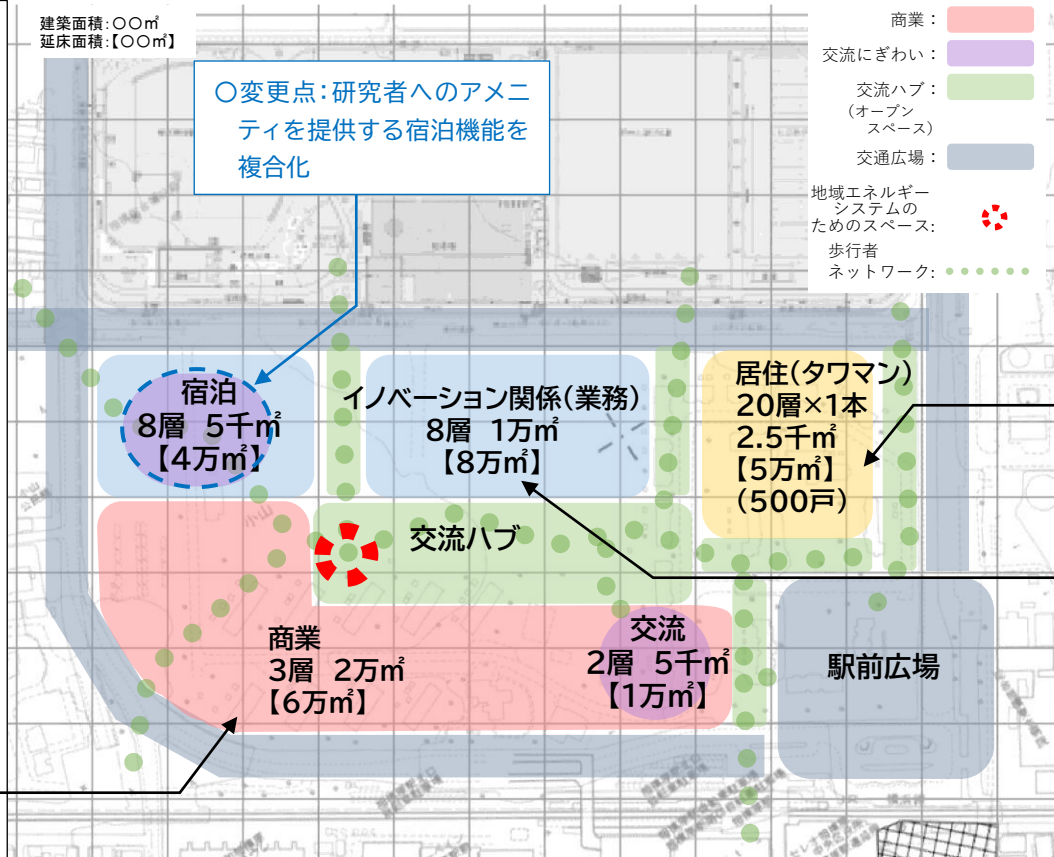 建築面積:〇〇㎡
延床面積:【〇〇㎡】
〇変更点:研究者へのアメニ
ティを提供する宿泊機能を
複合化
商業:
交流にぎわい:
交流ハブ:
(オープン
スペース)
交通広場:
地域エネルギー
システムの
ためのスペース:
歩行者
ネットワーク:
宿泊
8層 5千㎡
【4万㎡】
イノベーション関係(業務)
8層 1万㎡
【8万㎡】
居住(タワマン)
20層×1本
2.5千㎡
【5万㎡】
(500戸)
交流ハブ
小山
商業
3層 2万㎡
【6万㎡】
交流
2層 5千㎡
【1万㎡】
駅前広場